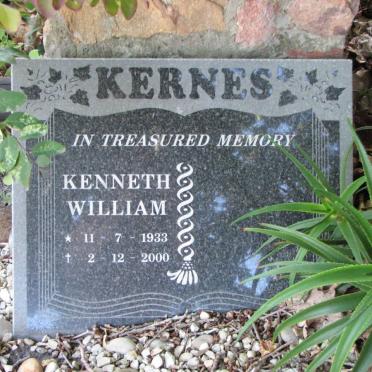 KERNES
IN TREASURED MEMORY
KENNETH
WILLIAM
★ 11 - 7 - 1933
† 2 - 12 - 2000